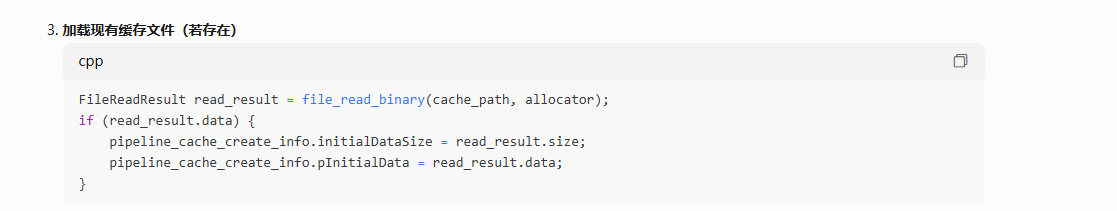 3. 加载现有缓存文件（若存在）
cpp
FileReadResult read_result = file_read_binary(cache_path, allocator);
if (read_result.data) {
    pipeline_cache_create_info.initialDataSize = read_result.size;
    pipeline_cache_create_info.pInitialData = read_result.data;
}